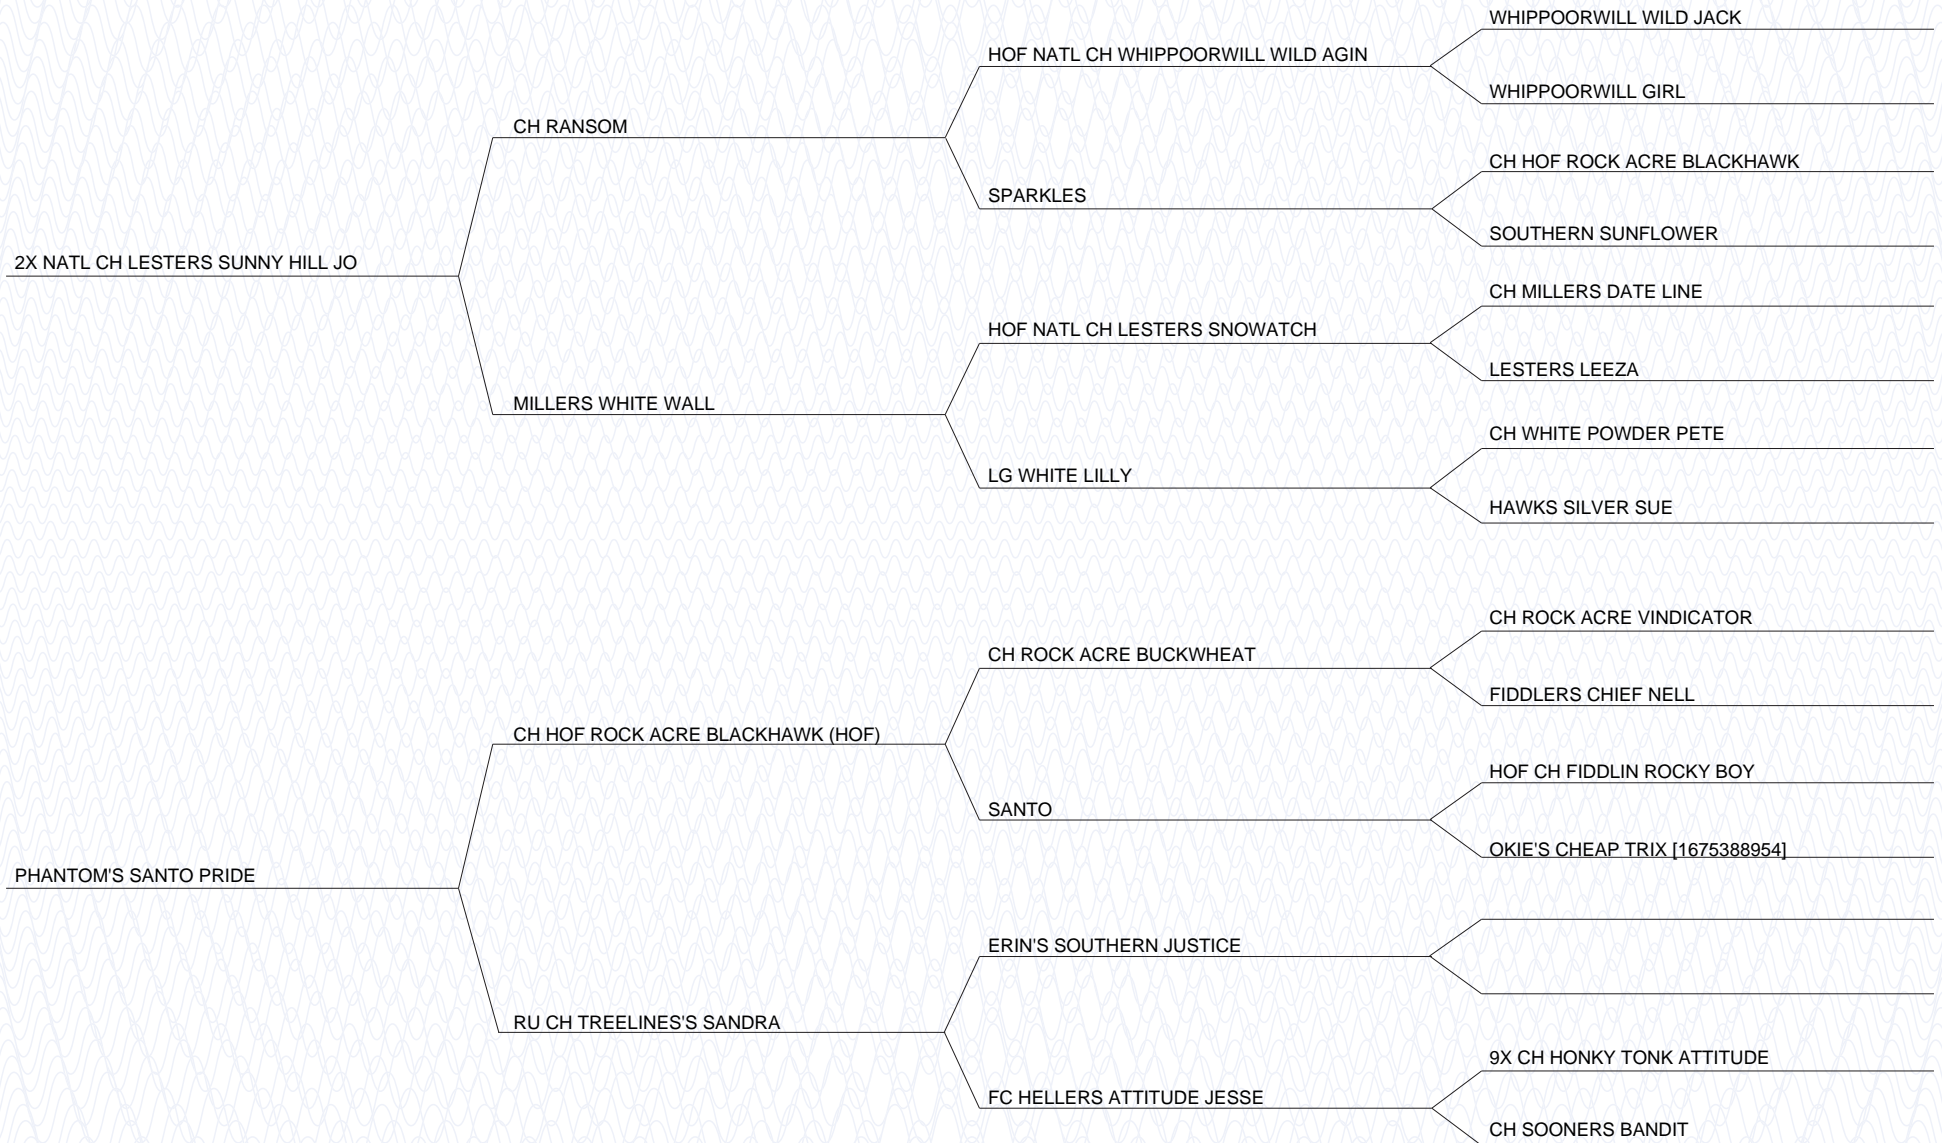 WHIPPOORWILL WILD JACK
HOF NATL CH WHIPPOORWILL WILD AGIN
WHIPPOORWILL GIRL
CH RANSOM
CH HOF ROCK ACRE BLACKHAWK
SPARKLES
SOUTHERN SUNFLOWER
2X NATL CH LESTERS SUNNY HILL JO
CH MILLERS DATE LINE
HOF NATL CH LESTERS SNOWATCH
LESTERS LEEZA
MILLERS WHITE WALL
CH WHITE POWDER PETE
LG WHITE LILLY
HAWKS SILVER SUE
CH ROCK ACRE VINDICATOR
CH ROCK ACRE BUCKWHEAT
FIDDLERS CHIEF NELL
CH HOF ROCK ACRE BLACKHAWK (HOF)
HOF CH FIDDLIN ROCKY BOY
SANTO
OKIE'S CHEAP TRIX [1675388954]
PHANTOM'S SANTO PRIDE
ERIN'S SOUTHERN JUSTICE
RU CH TREELINES'S SANDRA
9X CH HONKY TONK ATTITUDE
FC HELLERS ATTITUDE JESSE
CH SOONERS BANDIT